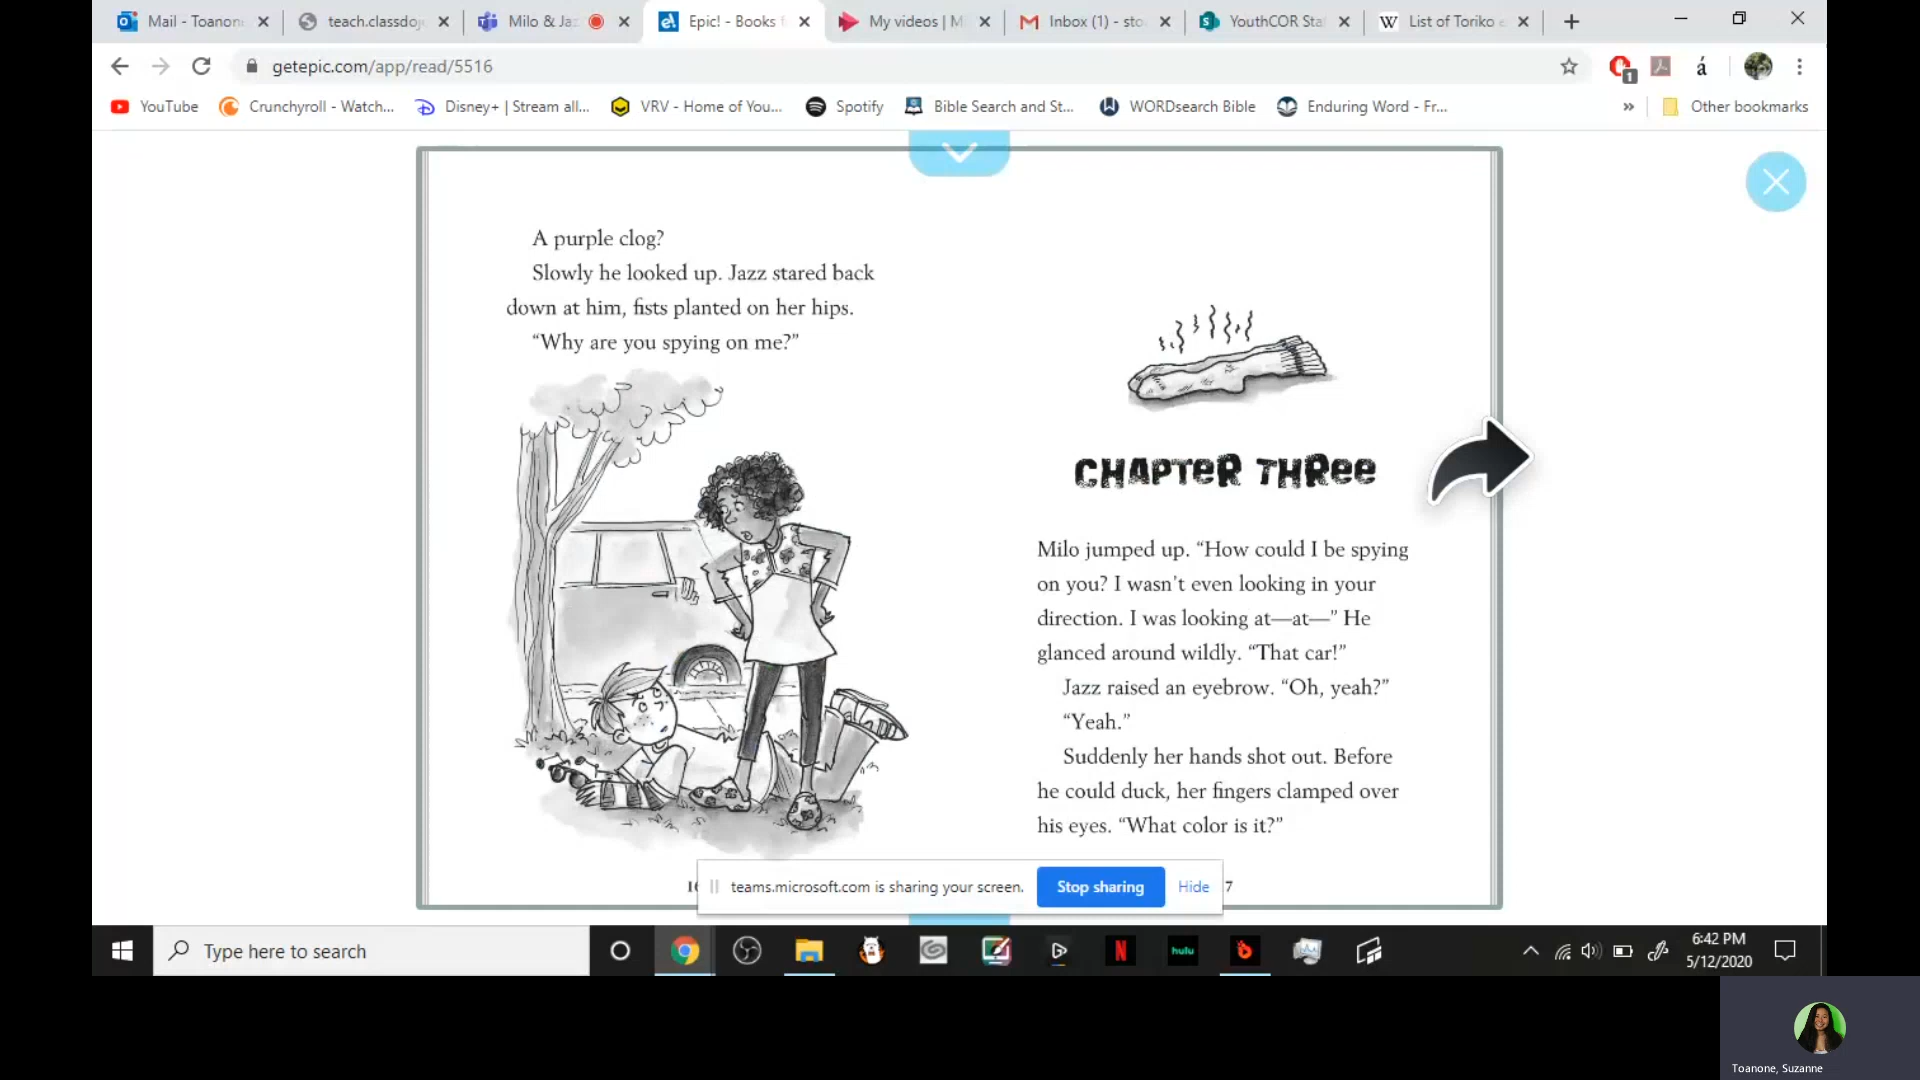 Mail - Toanon
teach.classdoj
Milo & Jaz
Epic! - Books f
My videos | M
Inbox (1) - sto
YouthCOR Sta
List of Toriko e
getepic.com/app/read/5516
1
á
YouTube
Crunchyroll - Watch...
Disney+ | Stream all...
VRV - Home of You...
Spotify
Bible Search and St...
WORDsearch Bible
Enduring Word - Fr...
»
Other bookmarks
A purple clog?
Slowly he looked up. Jazz stared back
down at him, fists planted on her hips.
“Why are you spying on me?”
CHAPTER THREE
Milo jumped up. “How could I be spying
on you? I wasn't even looking in your
direction. I was looking at—at—” He
glanced around wildly. “That car!”
Jazz raised an eyebrow. “Oh, yeah?”
“Yeah.”
Suddenly her hands shot out. Before
he could duck, her fingers clamped over
his eyes. “What color is it?”
teams.microsoft.com is sharing your screen.
Stop sharing
Hide
7
Type here to search
hulu
6:42 PM
5/12/2020
Toanone, Suzanne